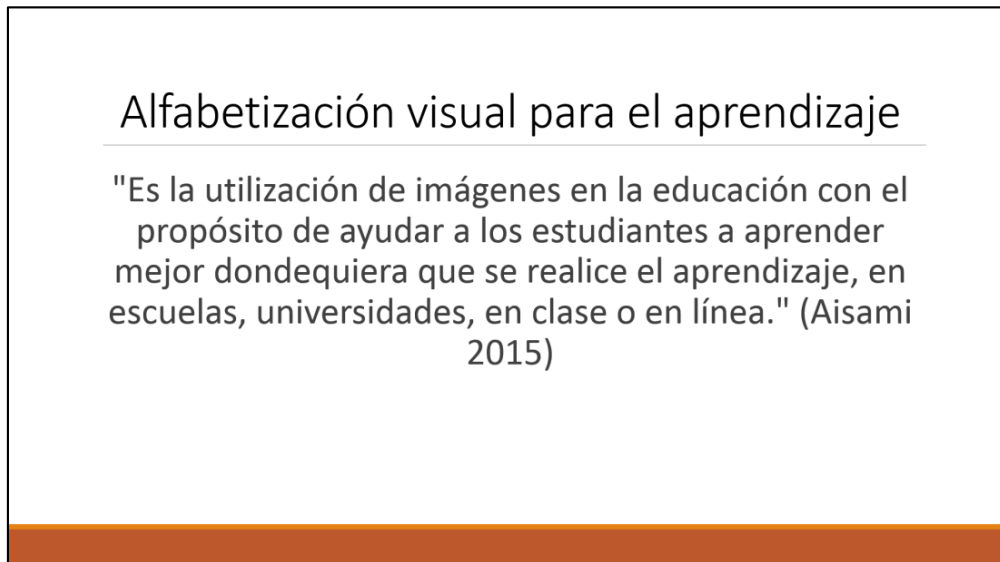 Alfabetización visual para el aprendizaje
"Es la utilización de imágenes en la educación con el
propósito de ayudar a los estudiantes a aprender
mejor dondequiera que se realice el aprendizaje, en
escuelas, universidades, en clase o en línea." (Aisami
2015)